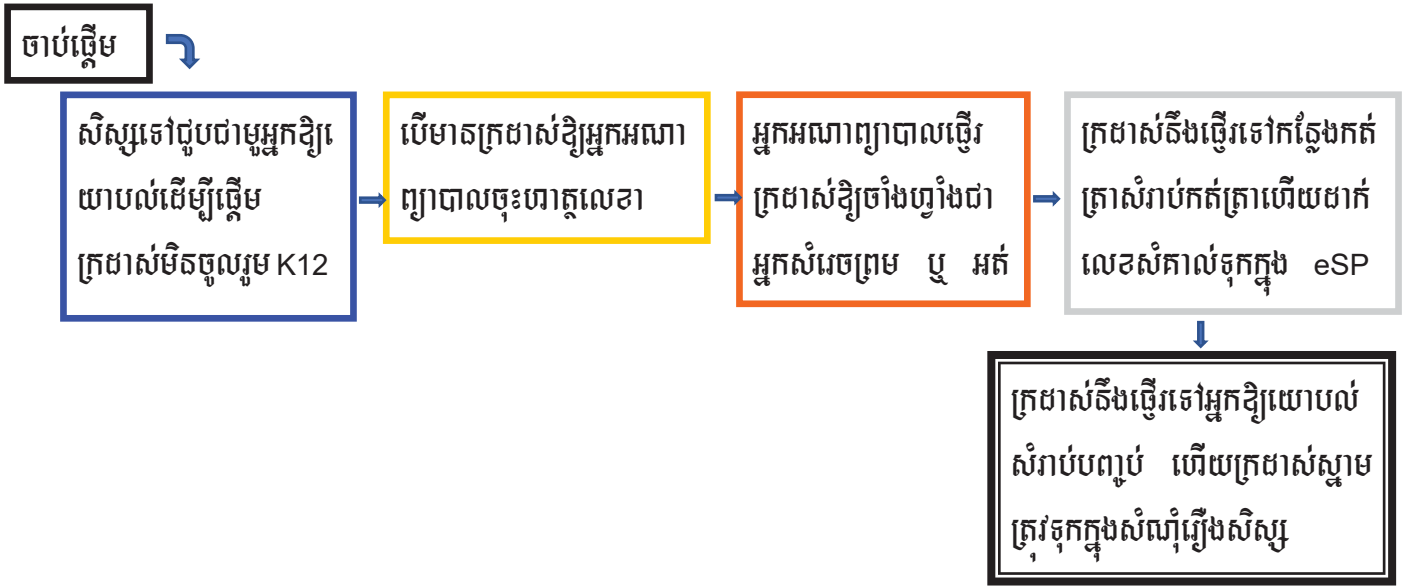 ចាប់ផ្តើម
សិស្សទៅជួបជាមួអ្នកឱ្យេ
យាបល់ដើម្បីផ្តើម
ក្រដាស់មិនចូលរួម K12
បើមានក្រដាស់ឱ្យអ្នកអណា
ព្យាបាលចុះហាត្ថលេខា
អ្នកអណាព្យាបាលផ្ញើរ
ក្រដាស់ឱ្យចាំងហ្វាំងជា
អ្នកសំរេចព្រម ឬ អត់
ក្រដាស់នឹងផ្ញើរទៅកន្លែងកត់
ត្រាសំរាប់កត់ត្រាហើយដាក់
លេខសំគាល់ទុកក្នុង eSP
ក្រដាស់នឹងផ្ញើរទៅអ្នកឱ្យយោបល់
សំរាប់បញ្ចប់ ហើយក្រដាស់ស្នាម
ត្រុវទុកក្នុងសំណុំរឿងសិស្ស